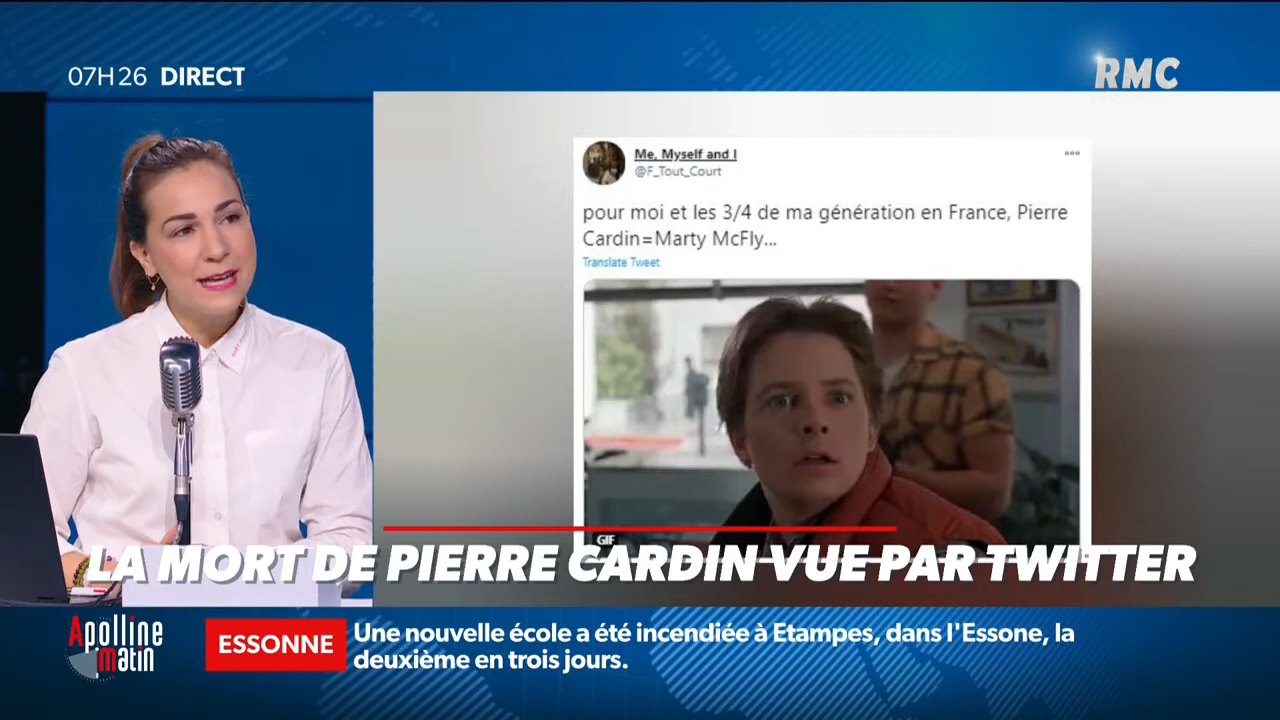 07H26 DIRECT
RMC
Me, Myself and I
@F_Tout_Court
pour moi et les 3/4 de ma génération en France, Pierre
Cardin=Marty McFly...
Translate Tweet
GIF
LA MORT DE PIERRE CARDIN VUE PAR TWITTER
Apolline
matin
ESSONNE
Une nouvelle école a été incendiée à Etampes, dans l'Essone, la
deuxième en trois jours.